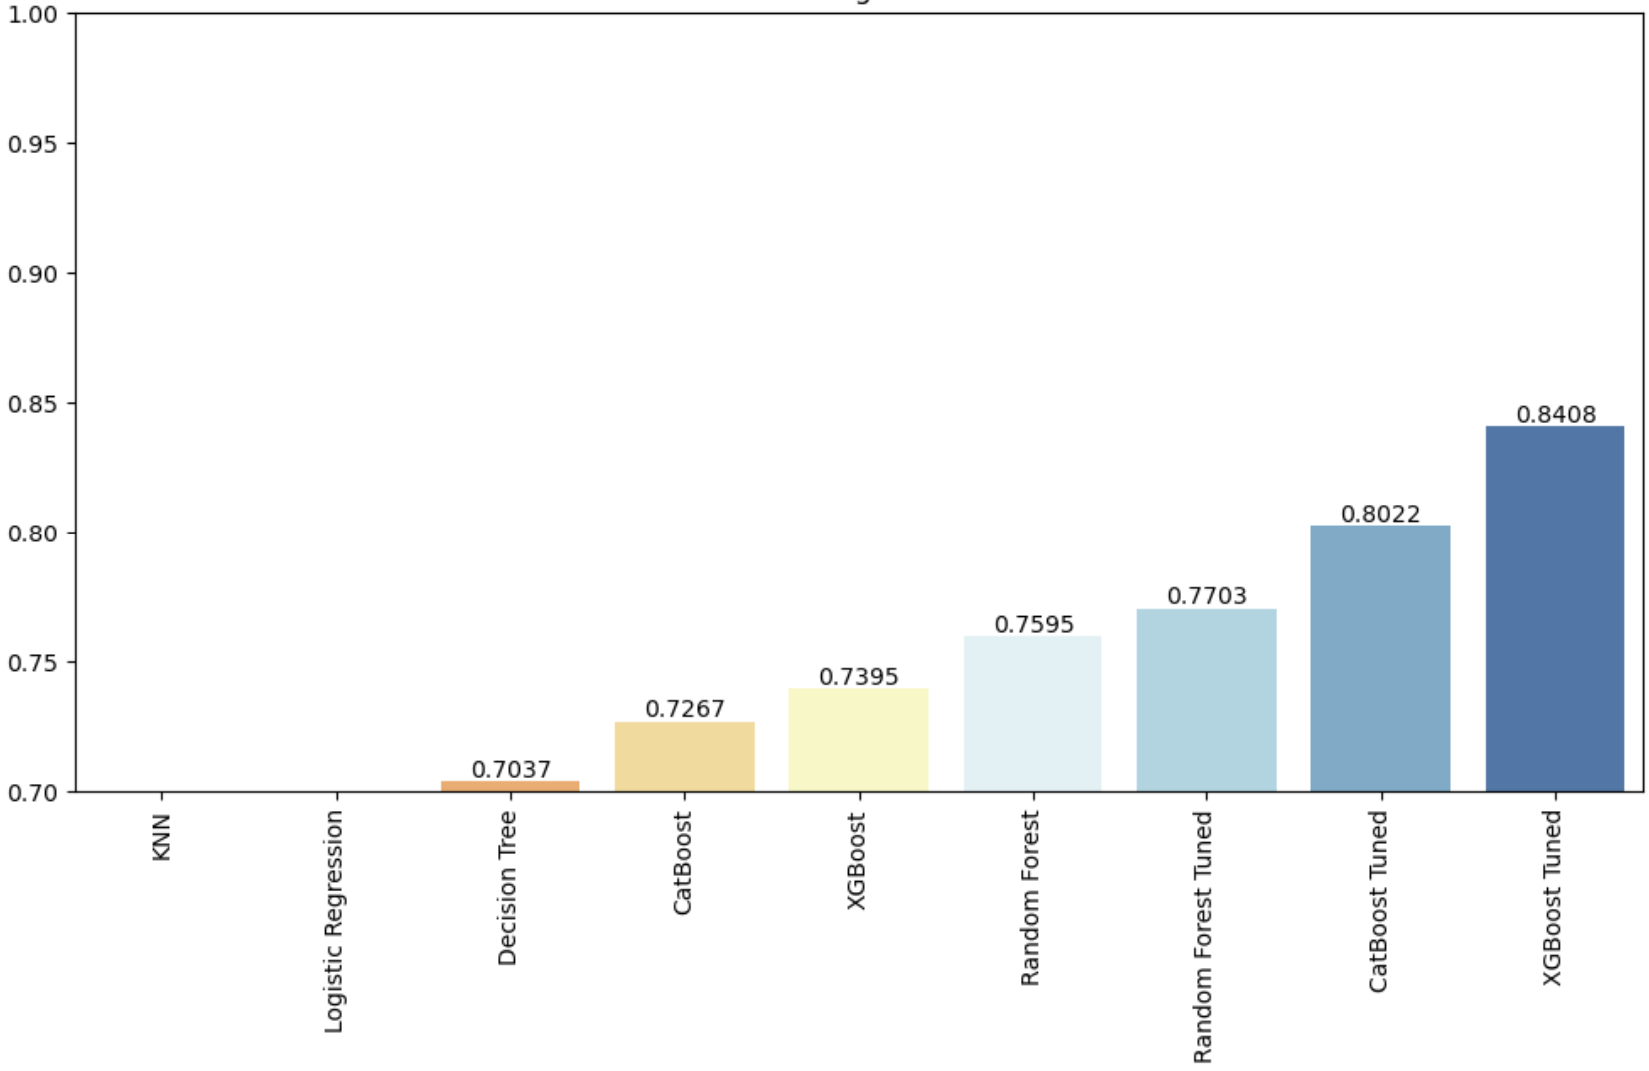 1.00
0.95
0.90
0.85
0.80
0.75
0.70
0.7037
0.7267
0.7395
0.7595
0.7703
0.8022
0.8408
KNN
Logistic Regression
Decision Tree
CatBoost
XGBoost
Random Forest
Random Forest Tuned
CatBoost Tuned
XGBoost Tuned